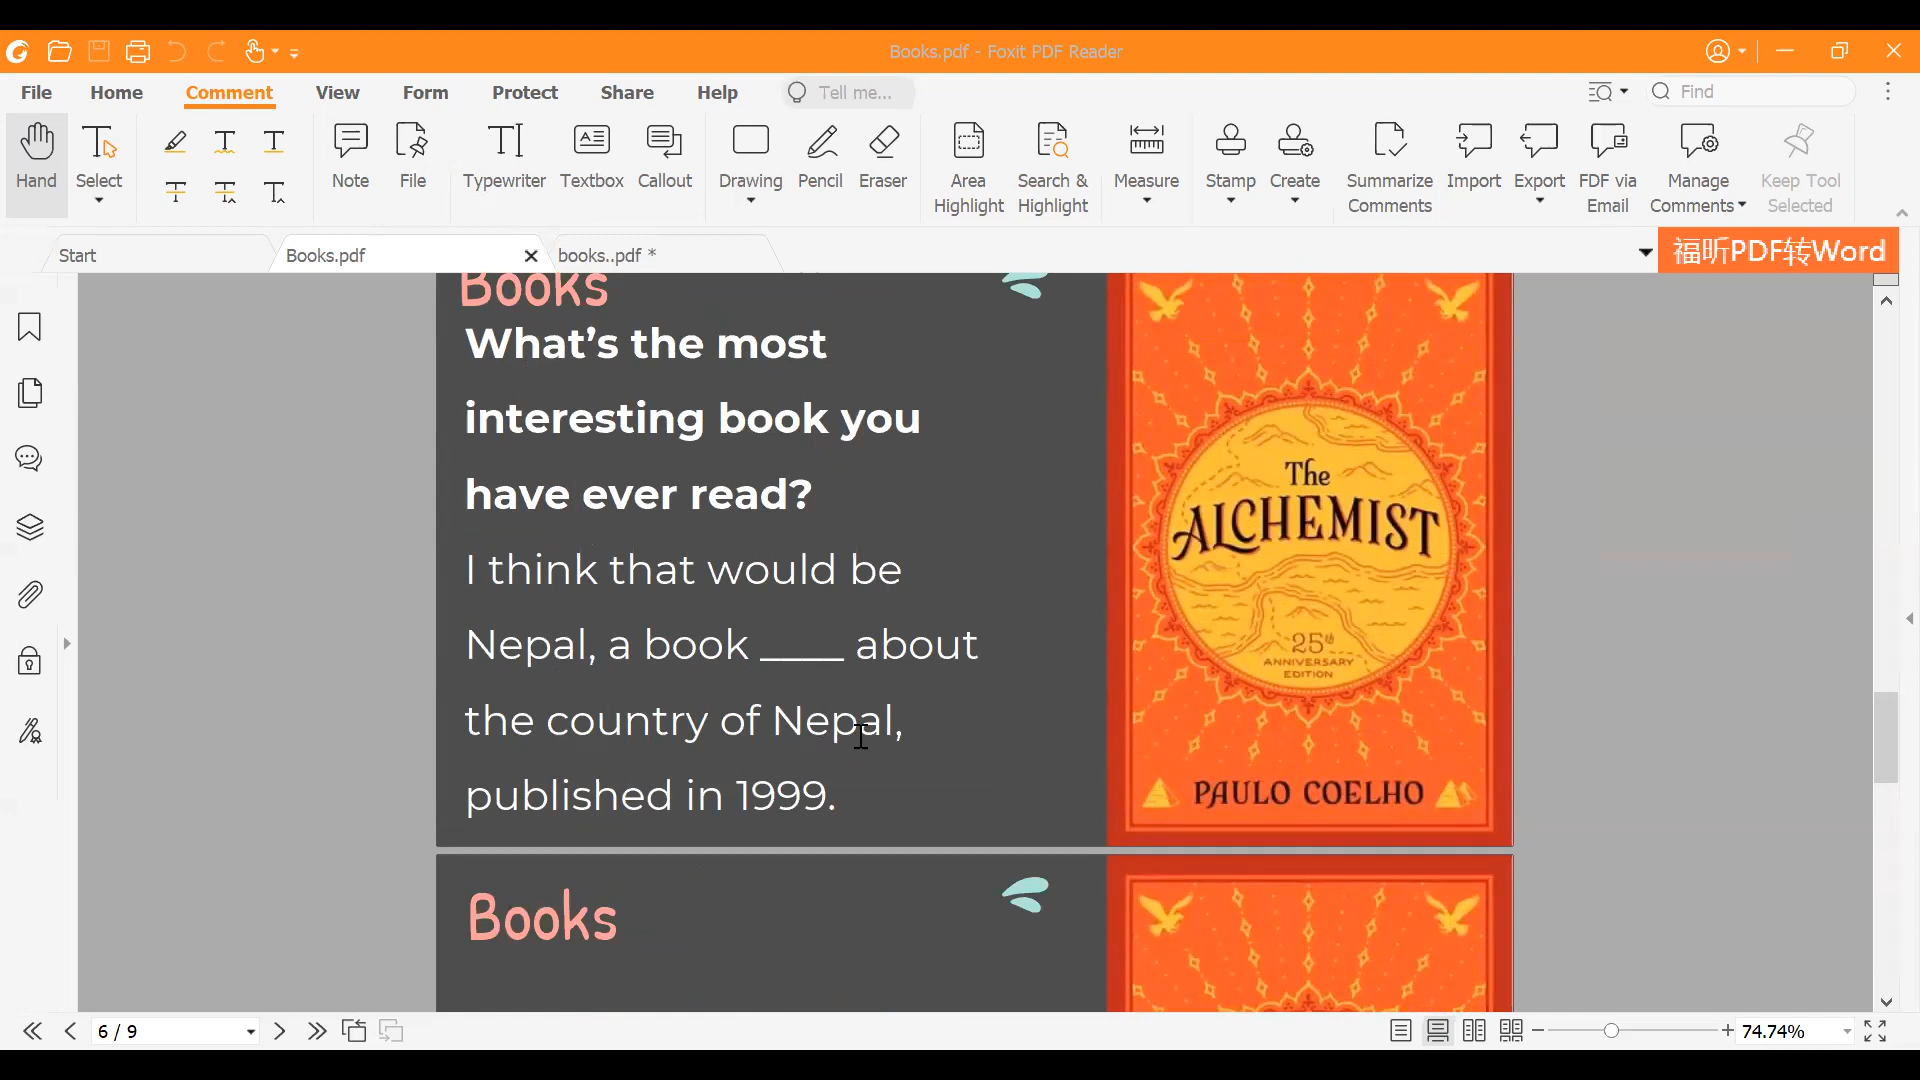 Books.pdf - Foxit PDF Reader
File Home Comment View Form Protect Share Help Tell me... Find
Hand Select Note File Typewriter Textbox Callout Drawing Pencil Eraser Area Highlight Search & Highlight Measure Stamp Create Summarize Comments Import Export FDF via Email Manage Comments Keep Tool Selected
Start Books.pdf books..pdf * 福昕PDF转Word
Books
What's the most
interesting book you
have ever read?
I think that would be
Nepal, a book ____ about
the country of Nepal,
published in 1999.
The
ALCHEMIST
25th
ANNIVERSARY
EDITION
PAULO COELHO
Books
6 / 9 74.74%